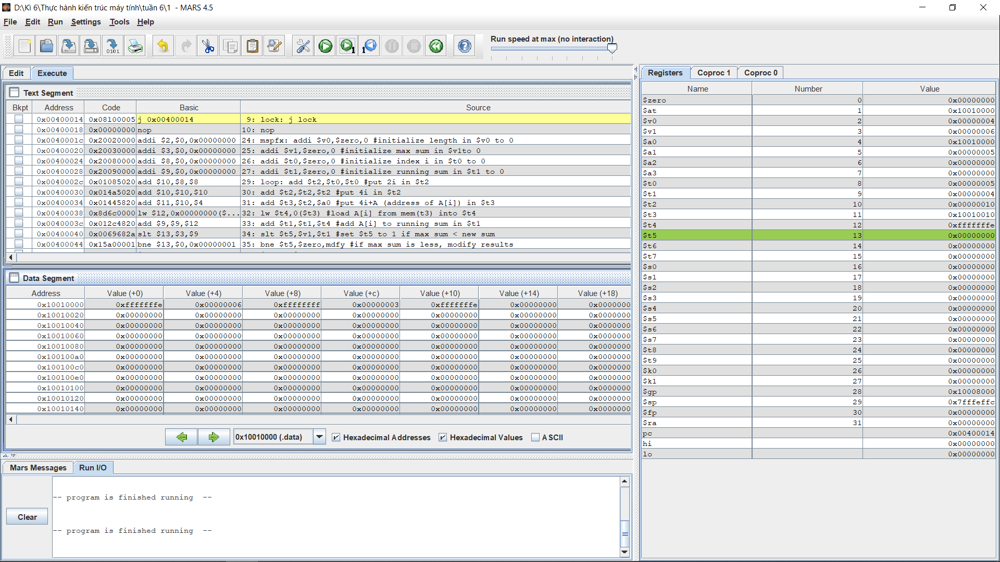 D:\Kì 6\Thực hành kiến trúc máy tính\tuần 6\1 - MARS 4.5
File Edit Run Settings Tools Help
Run speed at max (no interaction)
Edit Execute
Text Segment
Bkpt Address Code Basic Source
0x00400014 0x08100005 j 0x00400014 9: lock: j lock
0x00400018 0x00000000 nop 10: nop
0x0040001c 0x20020000 addi $2,$0,0x00000000 24: mspfx: addi $v0,$zero,0 #initialize length in $v0 to 0
0x00400020 0x20030000 addi $3,$0,0x00000000 25: addi $v1,$zero,0 #initialize max sum in $v1to 0
0x00400024 0x20080000 addi $8,$0,0x00000000 26: addi $t0,$zero,0 #initialize index i in $t0 to 0
0x00400028 0x20090000 addi $9,$0,0x00000000 27: addi $t1,$zero,0 #initialize running sum in $t1 to 0
0x0040002c 0x01085020 add $10,$8,$8 29: loop: add $t2,$t0,$t0 #put 2i in $t2
0x00400030 0x014a5020 add $10,$10,$10 30: add $t2,$t2,$t2 #put 4i in $t2
0x00400034 0x01445820 add $11,$10,$4 31: add $t3,$t2,$a0 #put 4i+A (address of A[i]) in $t3
0x00400038 0x8d6c0000 lw $12,0x00000000($... 32: lw $t4,0($t3) #load A[i] from mem(t3) into $t4
0x0040003c 0x012c4820 add $9,$9,$12 33: add $t1,$t1,$t4 #add A[i] to running sum in $t1
0x00400040 0x0069682a slt $13,$3,$9 34: slt $t5,$v1,$t1 #set $t5 to 1 if max sum < new sum
0x00400044 0x15a00001 bne $13,$0,0x00000001 35: bne $t5,$zero,mdfy #if max sum is less, modify results
Data Segment
Address Value (+0) Value (+4) Value (+8) Value (+c) Value (+10) Value (+14) Value (+18)
0x10010000 0xfffffffe 0x00000006 0xffffffff 0x00000003 0xfffffffe 0x00000000 0x0000000
0x10010020 0x00000000 0x00000000 0x00000000 0x00000000 0x00000000 0x00000000 0x0000000
0x10010040 0x00000000 0x00000000 0x00000000 0x00000000 0x00000000 0x00000000 0x0000000
0x10010060 0x00000000 0x00000000 0x00000000 0x00000000 0x00000000 0x00000000 0x0000000
0x10010080 0x00000000 0x00000000 0x00000000 0x00000000 0x00000000 0x00000000 0x0000000
0x100100a0 0x00000000 0x00000000 0x00000000 0x00000000 0x00000000 0x00000000 0x0000000
0x100100c0 0x00000000 0x00000000 0x00000000 0x00000000 0x00000000 0x00000000 0x0000000
0x100100e0 0x00000000 0x00000000 0x00000000 0x00000000 0x00000000 0x00000000 0x0000000
0x10010100 0x00000000 0x00000000 0x00000000 0x00000000 0x00000000 0x00000000 0x0000000
0x10010120 0x00000000 0x00000000 0x00000000 0x00000000 0x00000000 0x00000000 0x0000000
0x10010140 0x00000000 0x00000000 0x00000000 0x00000000 0x00000000 0x00000000 0x0000000
0x10010000 (.data) Hexadecimal Addresses Hexadecimal Values ASCII
Mars Messages Run I/O
-- program is finished running --
Clear
-- program is finished running --
Registers Coproc 1 Coproc 0
Name Number Value
$zero 0 0x00000000
$at 1 0x10010000
$v0 2 0x00000004
$v1 3 0x00000006
$a0 4 0x10010000
$a1 5 0x00000005
$a2 6 0x00000000
$a3 7 0x00000000
$t0 8 0x00000005
$t1 9 0x00000004
$t2 10 0x00000010
$t3 11 0x10010010
$t4 12 0xfffffffe
$t5 13 0x00000000
$t6 14 0x00000000
$t7 15 0x00000000
$s0 16 0x00000000
$s1 17 0x00000000
$s2 18 0x00000000
$s3 19 0x00000000
$s4 20 0x00000000
$s5 21 0x00000000
$s6 22 0x00000000
$s7 23 0x00000000
$t8 24 0x00000000
$t9 25 0x00000000
$k0 26 0x00000000
$k1 27 0x00000000
$gp 28 0x10008000
$sp 29 0x7fffeffc
$fp 30 0x00000000
$ra 31 0x00000000
pc 0x00400014
hi 0x00000000
lo 0x00000000